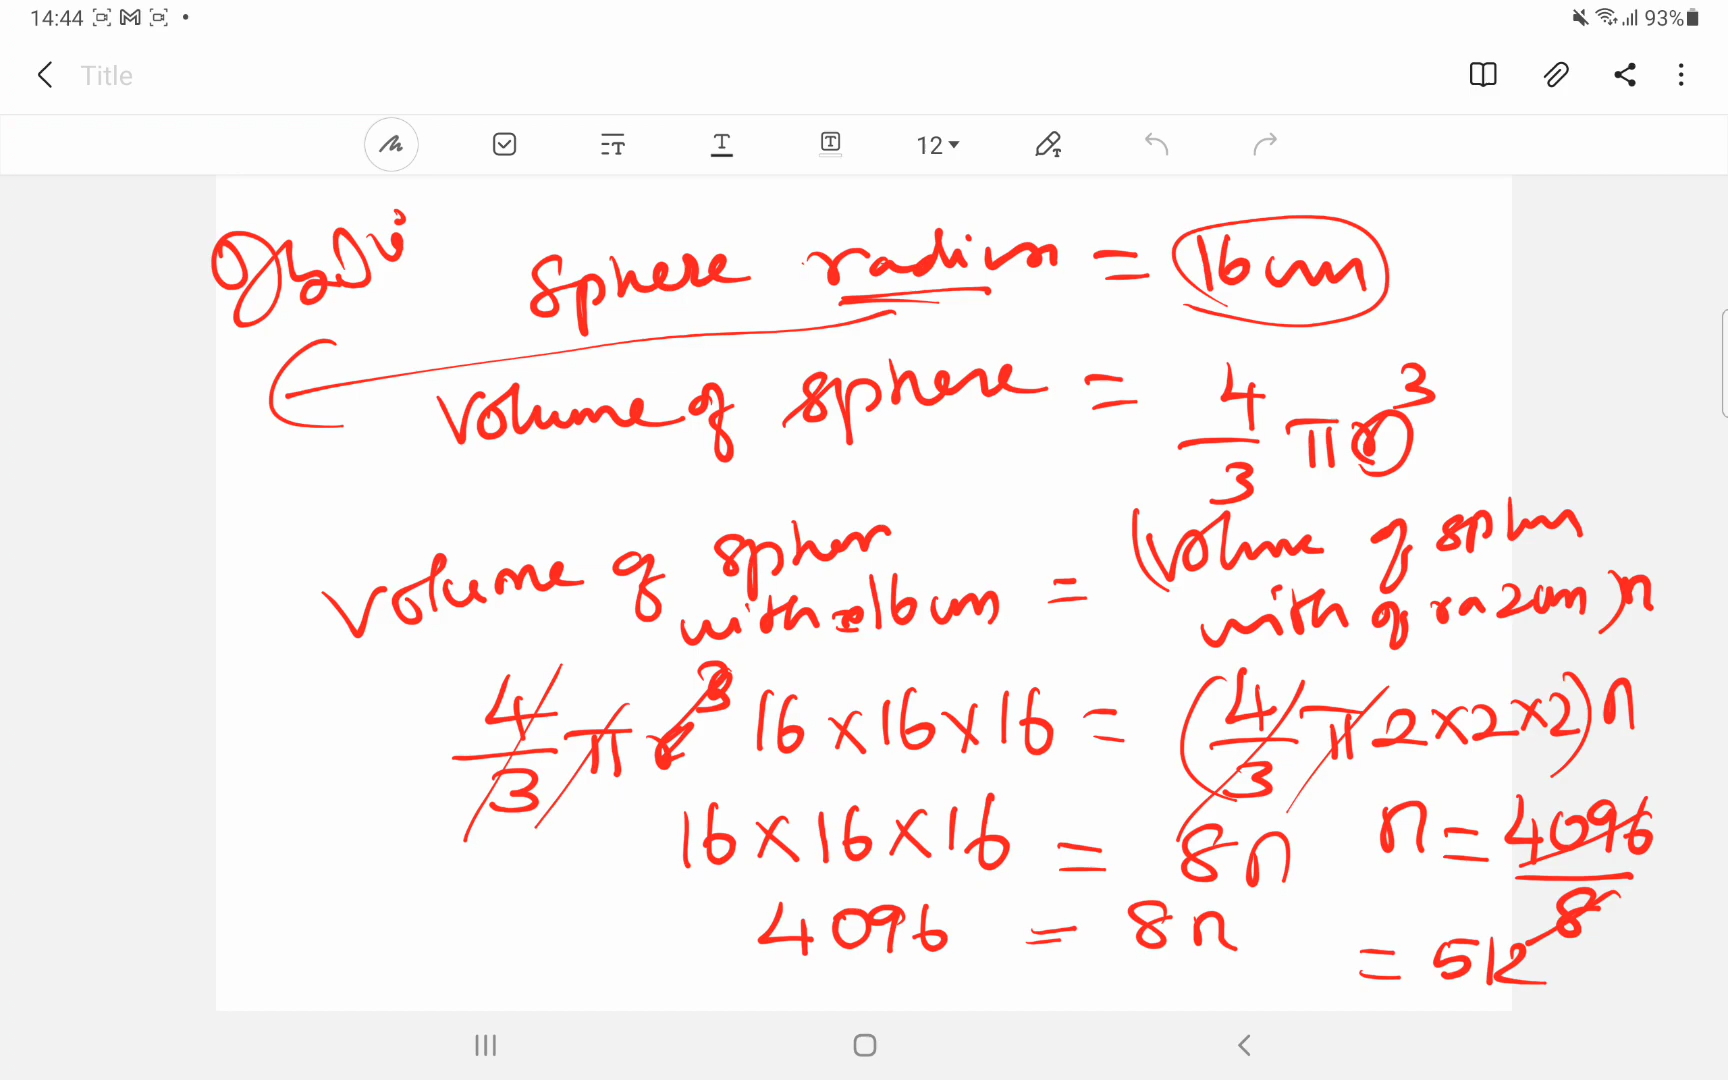 14:44 93%
Title
12
Sphere radius = 16 cm
Volume of sphere = 4/3 πr³
Volume of spher = (Volume of sphere
with r 16 cm with of r=2cm) n
4/3 π r³ 16×16×16 = (4/3 π 2×2×2) n
16×16×16 = 8n n = 4096/8
4096 = 8n = 512